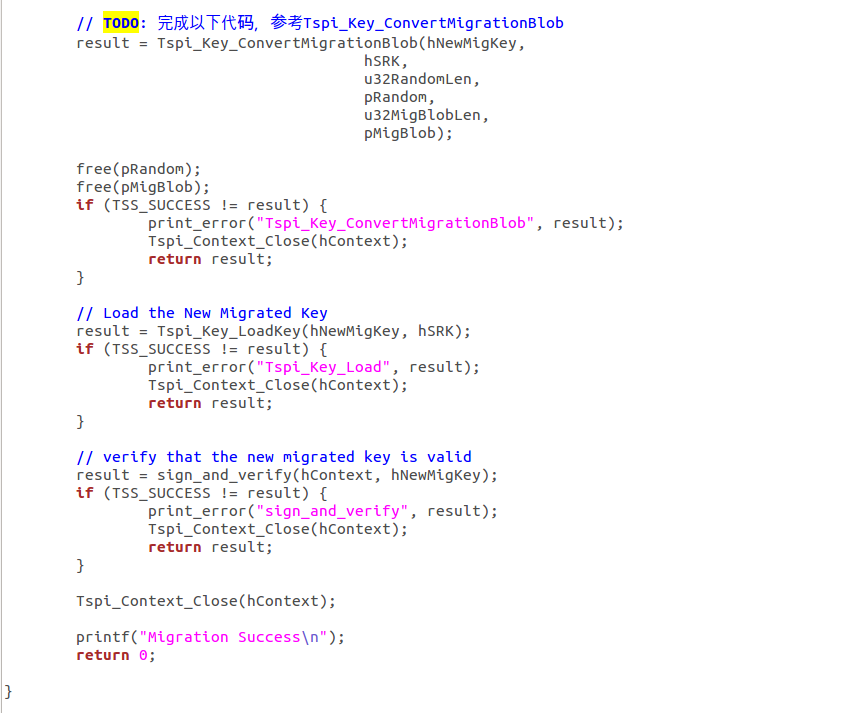 // TODO: 完成以下代码, 参考Tspi_Key_ConvertMigrationBlob
result = Tspi_Key_ConvertMigrationBlob(hNewMigKey,
hSRK,
u32RandomLen,
pRandom,
u32MigBlobLen,
pMigBlob);
free(pRandom);
free(pMigBlob);
if (TSS_SUCCESS != result) {
print_error("Tspi_Key_ConvertMigrationBlob", result);
Tspi_Context_Close(hContext);
return result;
}
// Load the New Migrated Key
result = Tspi_Key_LoadKey(hNewMigKey, hSRK);
if (TSS_SUCCESS != result) {
print_error("Tspi_Key_Load", result);
Tspi_Context_Close(hContext);
return result;
}
// verify that the new migrated key is valid
result = sign_and_verify(hContext, hNewMigKey);
if (TSS_SUCCESS != result) {
print_error("sign_and_verify", result);
Tspi_Context_Close(hContext);
return result;
}
Tspi_Context_Close(hContext);
printf("Migration Success\n");
return 0;
}